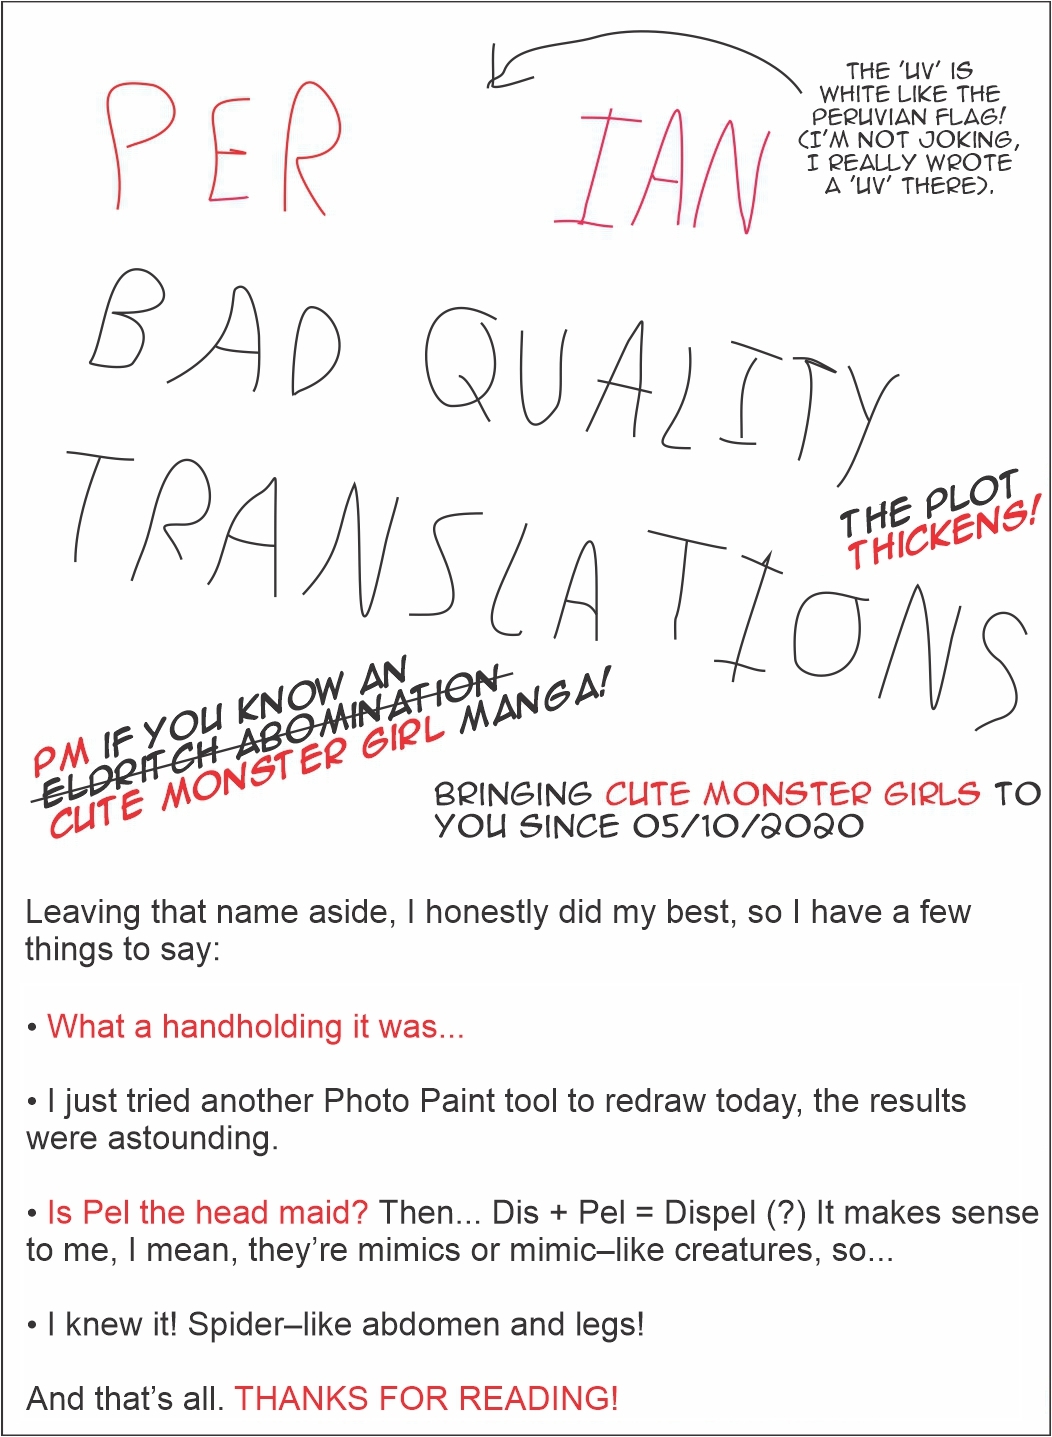 PER IAN
THE 'UV' IS
WHITE LIKE THE
PERUVIAN FLAG!
(I'M NOT JOKING,
I REALLY WROTE
A 'UV' THERE).
BAD QUALITY
TRANSLATIONS
THE PLOT
THICKENS!
PM IF YOU KNOW AN
ELDRITCH ABOMINATION
CUTE MONSTER GIRL MANGA!
BRINGING CUTE MONSTER GIRLS TO
YOU SINCE 05/10/2020
Leaving that name aside, I honestly did my best, so I have a few
things to say:
• What a handholding it was...
• I just tried another Photo Paint tool to redraw today, the results
were astounding.
• Is Pel the head maid? Then... Dis + Pel = Dispel (?) It makes sense
to me, I mean, they’re mimics or mimic–like creatures, so...
• I knew it! Spider–like abdomen and legs!
And that’s all. THANKS FOR READING!